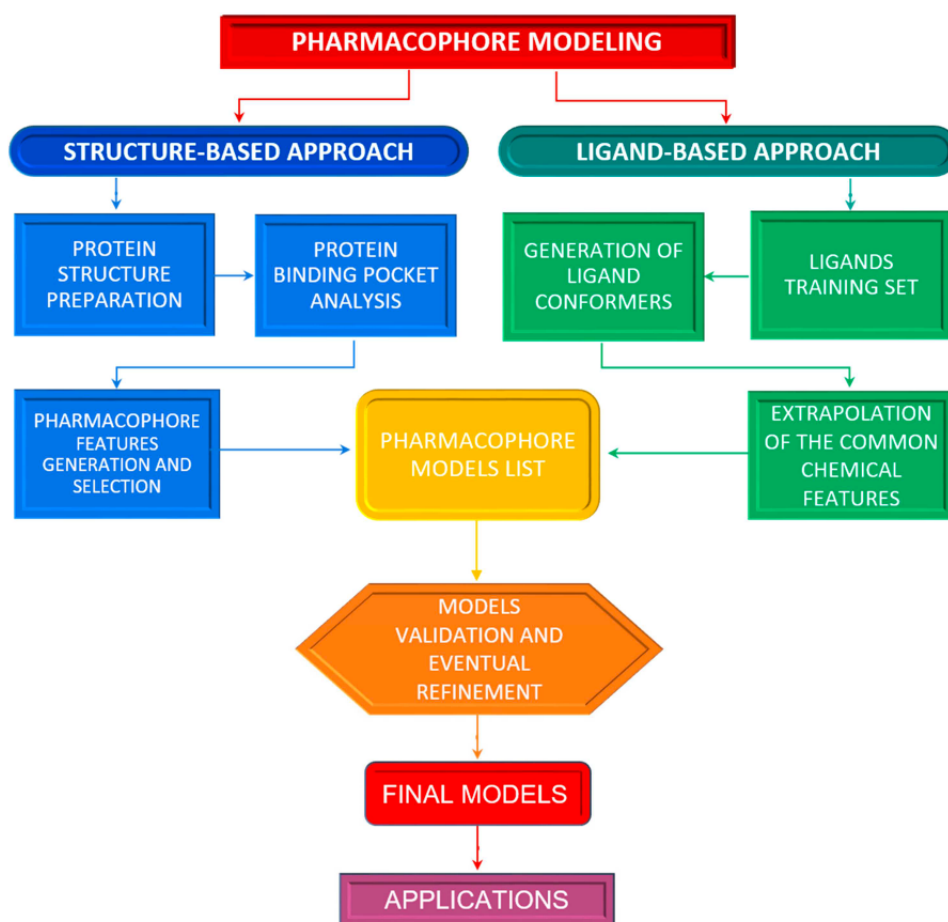 PHARMACOPHORE MODELING
STRUCTURE-BASED APPROACH
LIGAND-BASED APPROACH
PROTEIN
STRUCTURE
PREPARATION
PROTEIN
BINDING POCKET
ANALYSIS
GENERATION OF
LIGAND
CONFORMERS
LIGANDS
TRAINING SET
PHARMACOPHORE
FEATURES
GENERATION AND
SELECTION
PHARMACOPHORE
MODELS LIST
EXTRAPOLATION
OF THE COMMON
CHEMICAL
FEATURES
MODELS
VALIDATION AND
EVENTUAL
REFINEMENT
FINAL MODELS
APPLICATIONS